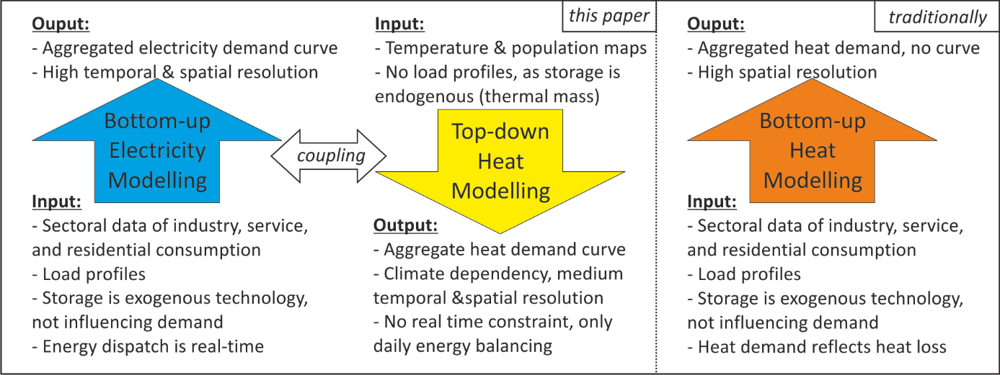 this paper
Ouput:
- Aggregated electricity demand curve
- High temporal & spatial resolution
Bottom-up
Electricity
Modelling
Input:
- Sectoral data of industry, service,
and residential consumption
- Load profiles
- Storage is exogenous technology,
not influencing demand
- Energy dispatch is real-time
coupling
Input:
- Temperature & population maps
- No load profiles, as storage is
endogenous (thermal mass)
Top-down
Heat
Modelling
Output:
- Aggregate heat demand curve
- Climate dependency, medium
temporal &spatial resolution
- No real time constraint, only
daily energy balancing
traditionally
Ouput:
- Aggregated heat demand, no curve
- High spatial resolution
Bottom-up
Heat
Modelling
Input:
- Sectoral data of industry, service,
and residential consumption
- Load profiles
- Storage is exogenous technology,
not influencing demand
- Heat demand reflects heat loss